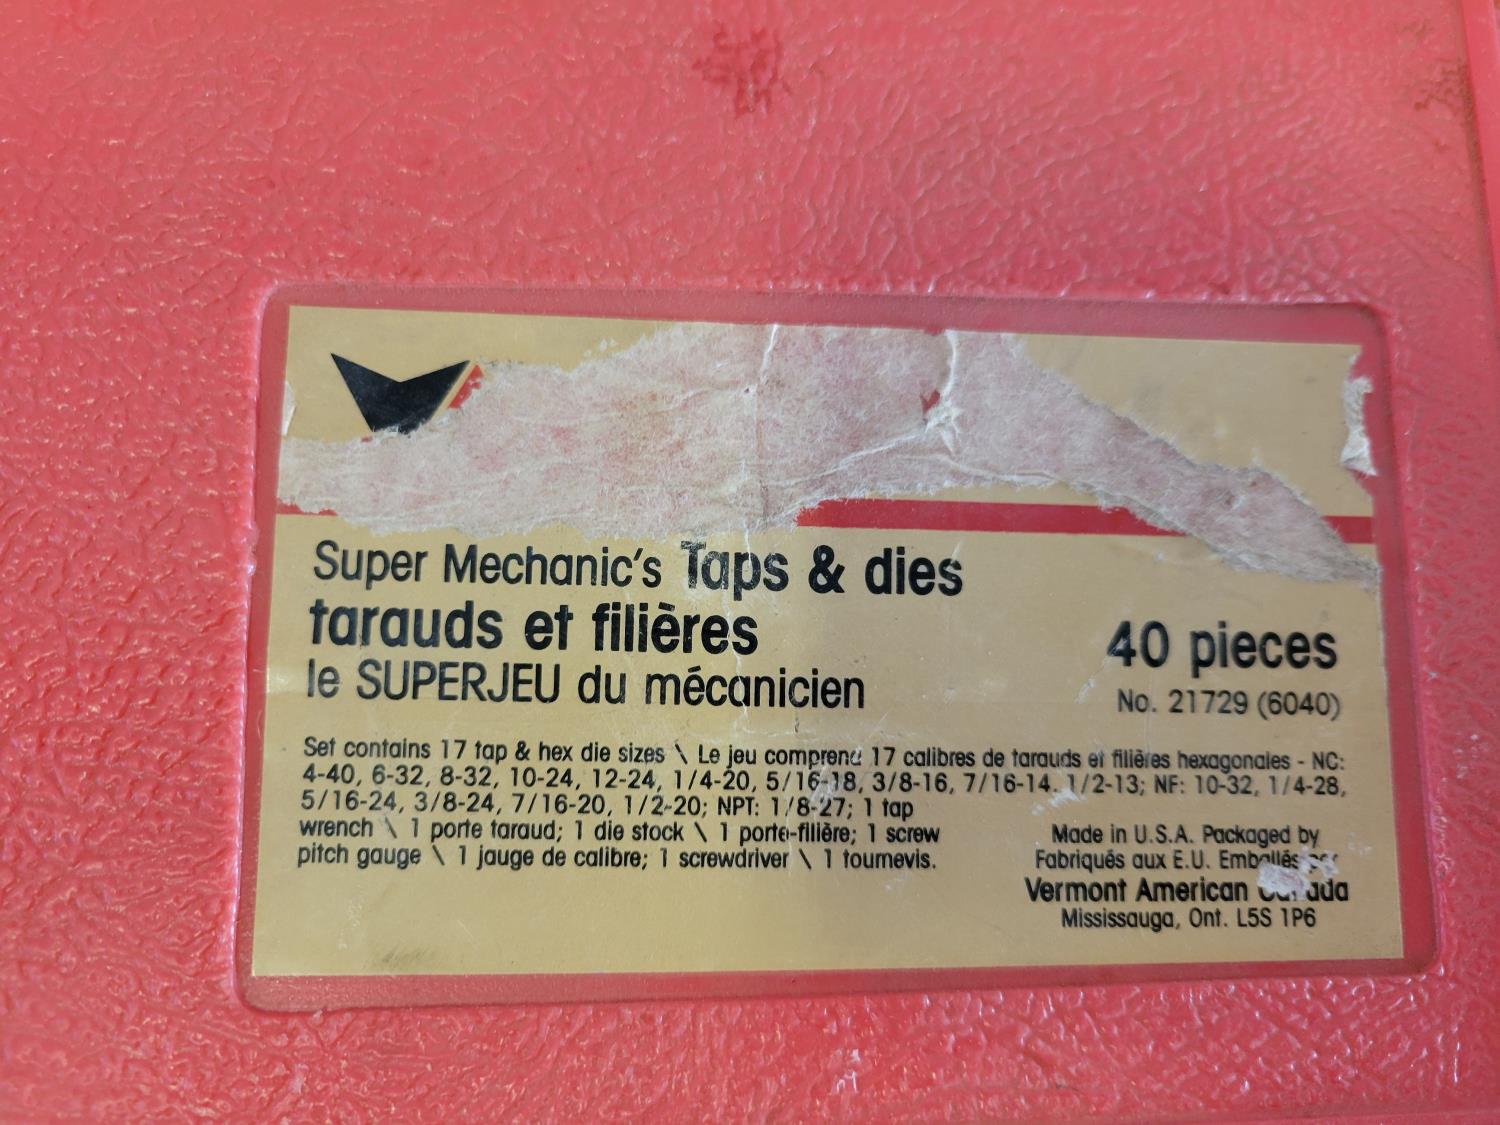 Super Mechanic's Taps & dies
tarauds et filières
le SUPERJEU du mécanicien
40 pieces
No. 21729 (6040)
Set contains 17 tap & hex die sizes \ Le jeu comprend 17 calibres de tarauds et filières hexagonales - NC:
4-40, 6-32, 8-32, 10-24, 12-24, 1/4-20, 5/16-18, 3/8-16, 7/16-14. 1/2-13; NF: 10-32, 1/4-28,
5/16-24, 3/8-24, 7/16-20, 1/2-20; NPT: 1/8-27; 1 tap
wrench \ 1 porte taraud; 1 die stock \ 1 porte-filière; 1 screw
pitch gauge \ 1 jauge de calibre; 1 screwdriver \ 1 tournevis.
Made in U.S.A. Packaged by
Fabriqués aux E.U. Emballés par
Vermont American Canada
Mississauga, Ont. L5S 1P6